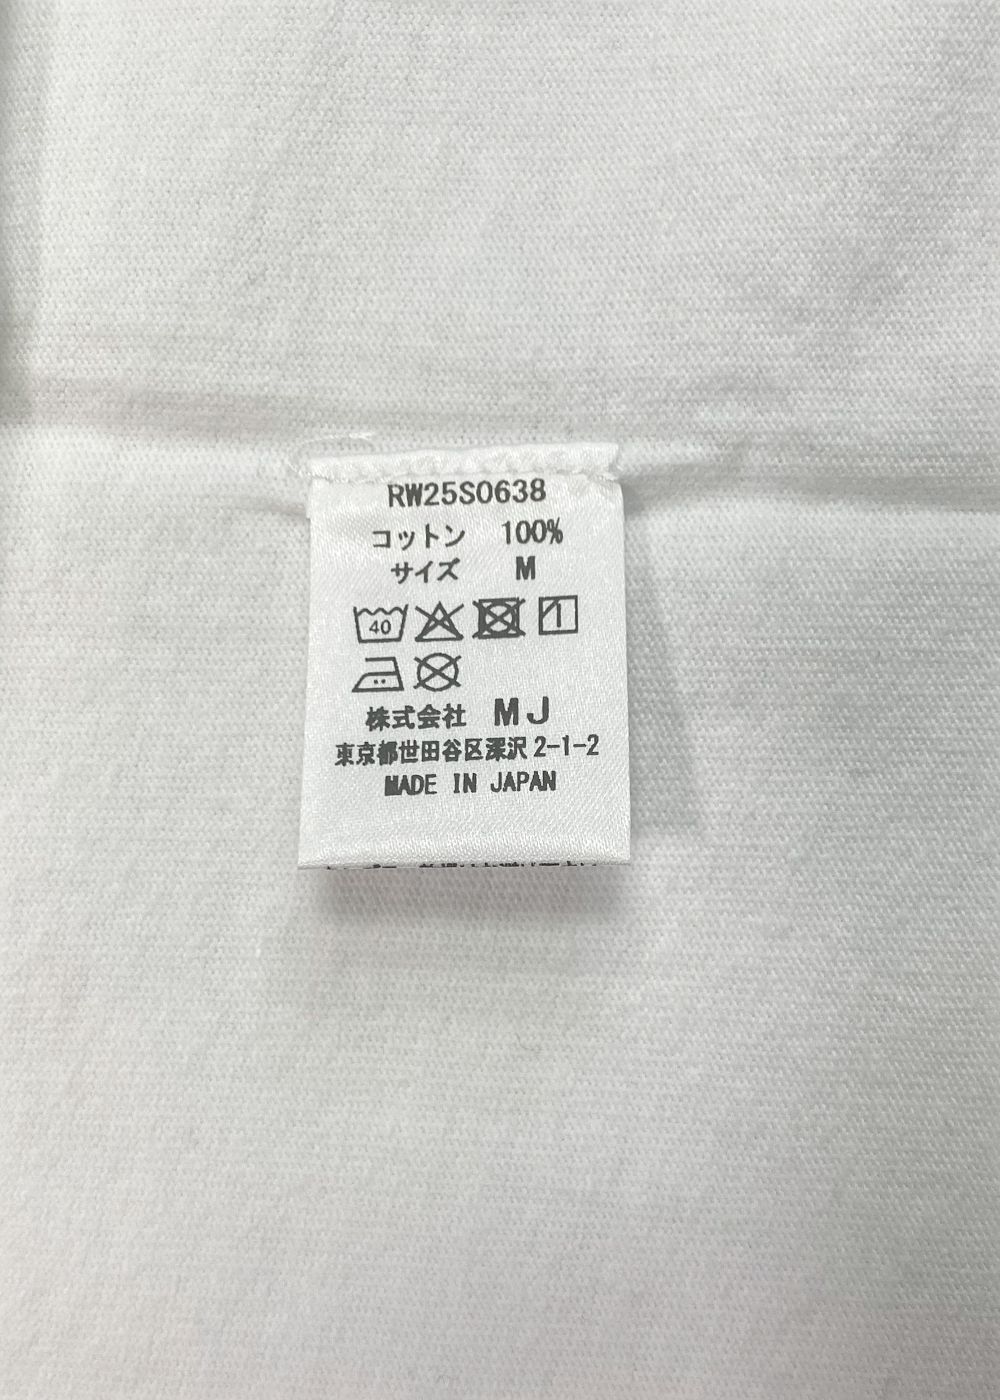 RW25S0638
コットン 100%
サイズ M
40
株式会社 MJ
東京都世田谷区深沢2-1-2
MADE IN JAPAN